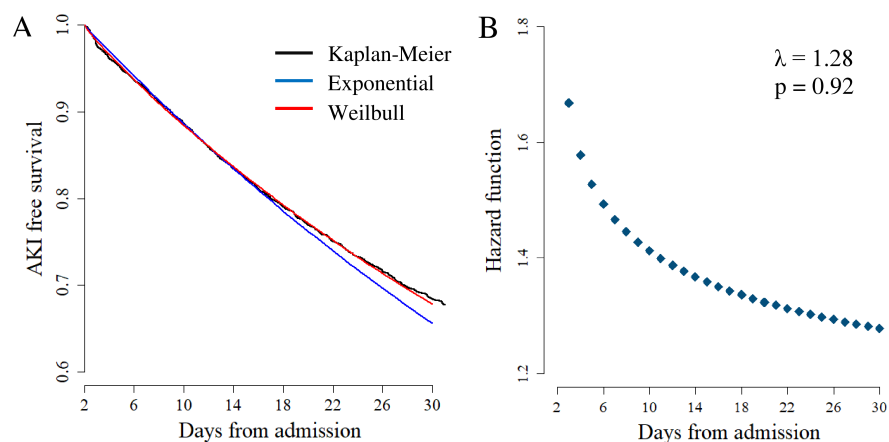 A
AKI free survival
1.0
0.9
0.8
0.7
0.6
Kaplan-Meier
Exponential
Weilbull
2 6 10 14 18 22 26 30
Days from admission
B
Hazard function
1.8
1.6
1.4
1.2
λ = 1.28
p = 0.92
2 6 10 14 18 22 26 30
Days from admission